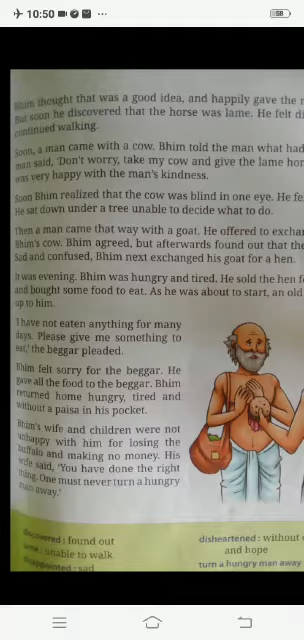 10:50
58
Bhim thought that was a good idea, and happily gave the
But soon he discovered that the horse was lame. He felt
continued walking.
Soon, a man came with a cow. Bhim told the man what had
man said, 'Don't worry, take my cow and give the lame
was very happy with the man's kindness.
Soon Bhim realized that the cow was blind in one eye. He
He sat down under a tree unable to decide what to do.
Then a man came that way with a goat. He offered to
Bhim's cow. Bhim agreed, but afterwards found out that
Sad and confused, Bhim next exchanged his goat for a hen.
It was evening. Bhim was hungry and tired. He sold the hen
and bought some food to eat. As he was about to start, an old
up to him.
'I have not eaten anything for many
days. Please give me something to
eat,' the beggar pleaded.
Bhim felt sorry for the beggar. He
gave all the food to the beggar. Bhim
returned home hungry, tired and
without a paisa in his pocket.
Bhim's wife and children were not
unhappy with him for losing the
buffalo and making no money. His
wife said, 'You have done the right
thing. One must never turn a hungry
man away.'
discovered : found out
lame : unable to walk
disappointed : sad
disheartened : without
and hope
turn a hungry man away